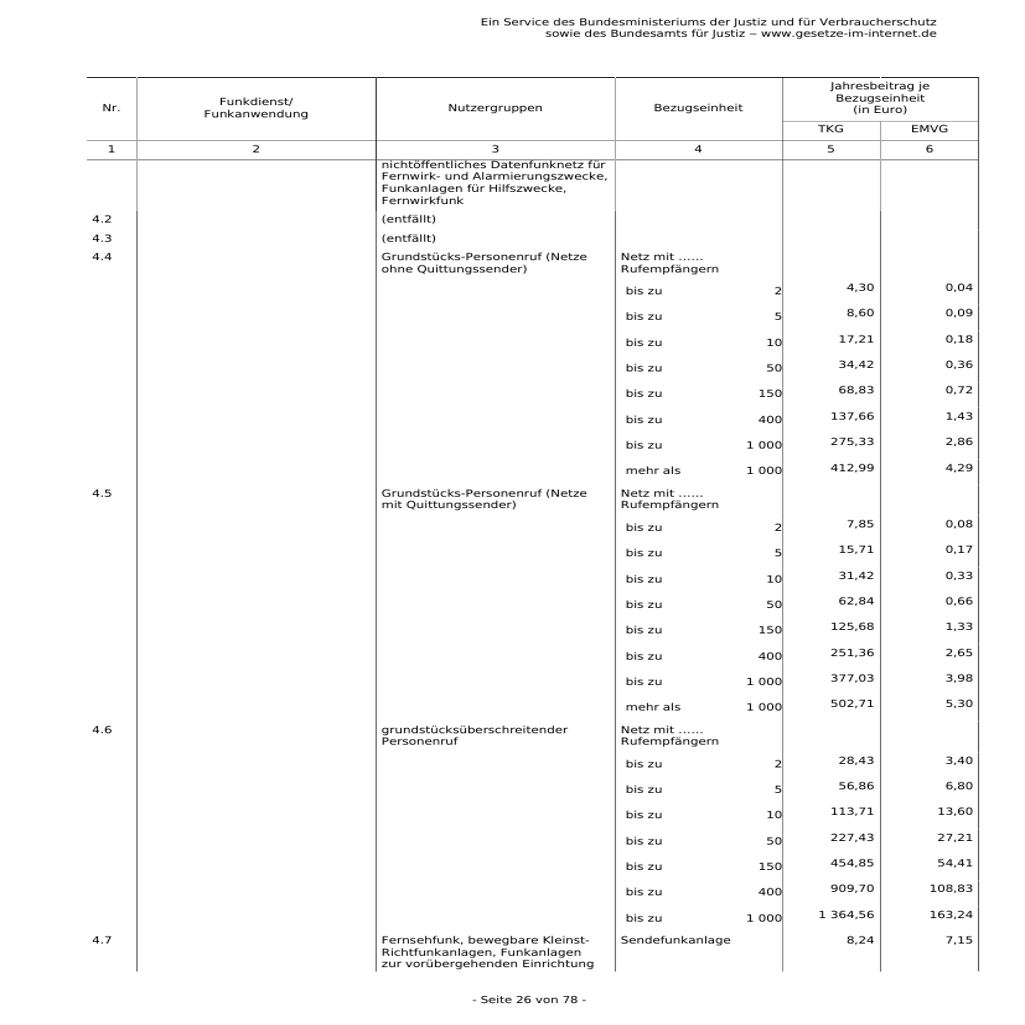 Ein Service des Bundesministeriums der Justiz und für Verbraucherschutz
sowie des Bundesamts für Justiz ‒ www.gesetze-im-internet.de
Nr.
Funkdienst/
Funkanwendung
Nutzergruppen
Bezugseinheit
Jahresbeitrag je
Bezugseinheit
(in Euro)
TKG EMVG
1 2 3 4 5 6
nichtöffentliches Datenfunknetz für
Fernwirk- und Alarmierungszwecke,
Funkanlagen für Hilfszwecke,
Fernwirkfunk
4.2 (entfällt)
4.3 (entfällt)
4.4 Grundstücks-Personenruf (Netze Netz mit ……
ohne Quittungssender) Rufempfängern
bis zu 2 4,30 0,04
bis zu 5 8,60 0,09
bis zu 10 17,21 0,18
bis zu 50 34,42 0,36
bis zu 150 68,83 0,72
bis zu 400 137,66 1,43
bis zu 1 000 275,33 2,86
mehr als 1 000 412,99 4,29
4.5 Grundstücks-Personenruf (Netze Netz mit ……
mit Quittungssender) Rufempfängern
bis zu 2 7,85 0,08
bis zu 5 15,71 0,17
bis zu 10 31,42 0,33
bis zu 50 62,84 0,66
bis zu 150 125,68 1,33
bis zu 400 251,36 2,65
bis zu 1 000 377,03 3,98
mehr als 1 000 502,71 5,30
4.6 grundstücksüberschreitender Netz mit ……
Personenruf Rufempfängern
bis zu 2 28,43 3,40
bis zu 5 56,86 6,80
bis zu 10 113,71 13,60
bis zu 50 227,43 27,21
bis zu 150 454,85 54,41
bis zu 400 909,70 108,83
bis zu 1 000 1 364,56 163,24
4.7 Fernsehfunk, bewegbare Kleinst- Sendefunkanlage 8,24 7,15
Richtfunkanlagen, Funkanlagen
zur vorübergehenden Einrichtung
- Seite 26 von 78 -